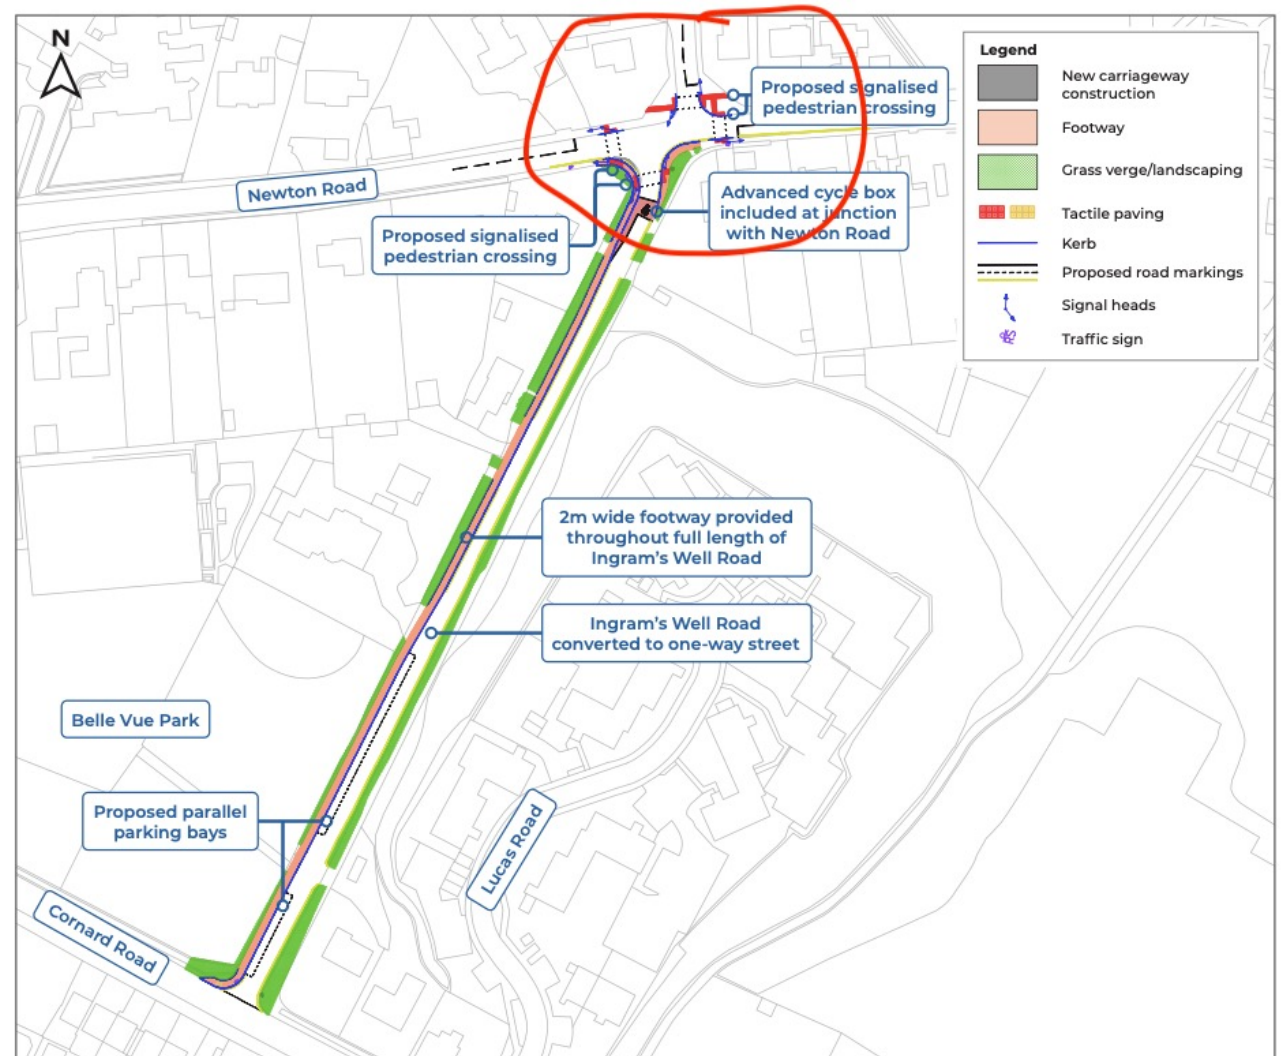 N
Legend
New carriageway
construction
Footway
Grass verge/landscaping
Tactile paving
Kerb
Proposed road markings
Signal heads
Traffic sign
Proposed signalised
pedestrian crossing
Newton Road
Advanced cycle box
included at junction
with Newton Road
Proposed signalised
pedestrian crossing
2m wide footway provided
throughout full length of
Ingram's Well Road
Ingram's Well Road
converted to one-way street
Belle Vue Park
Proposed parallel
parking bays
Lucas Road
Cornard Road